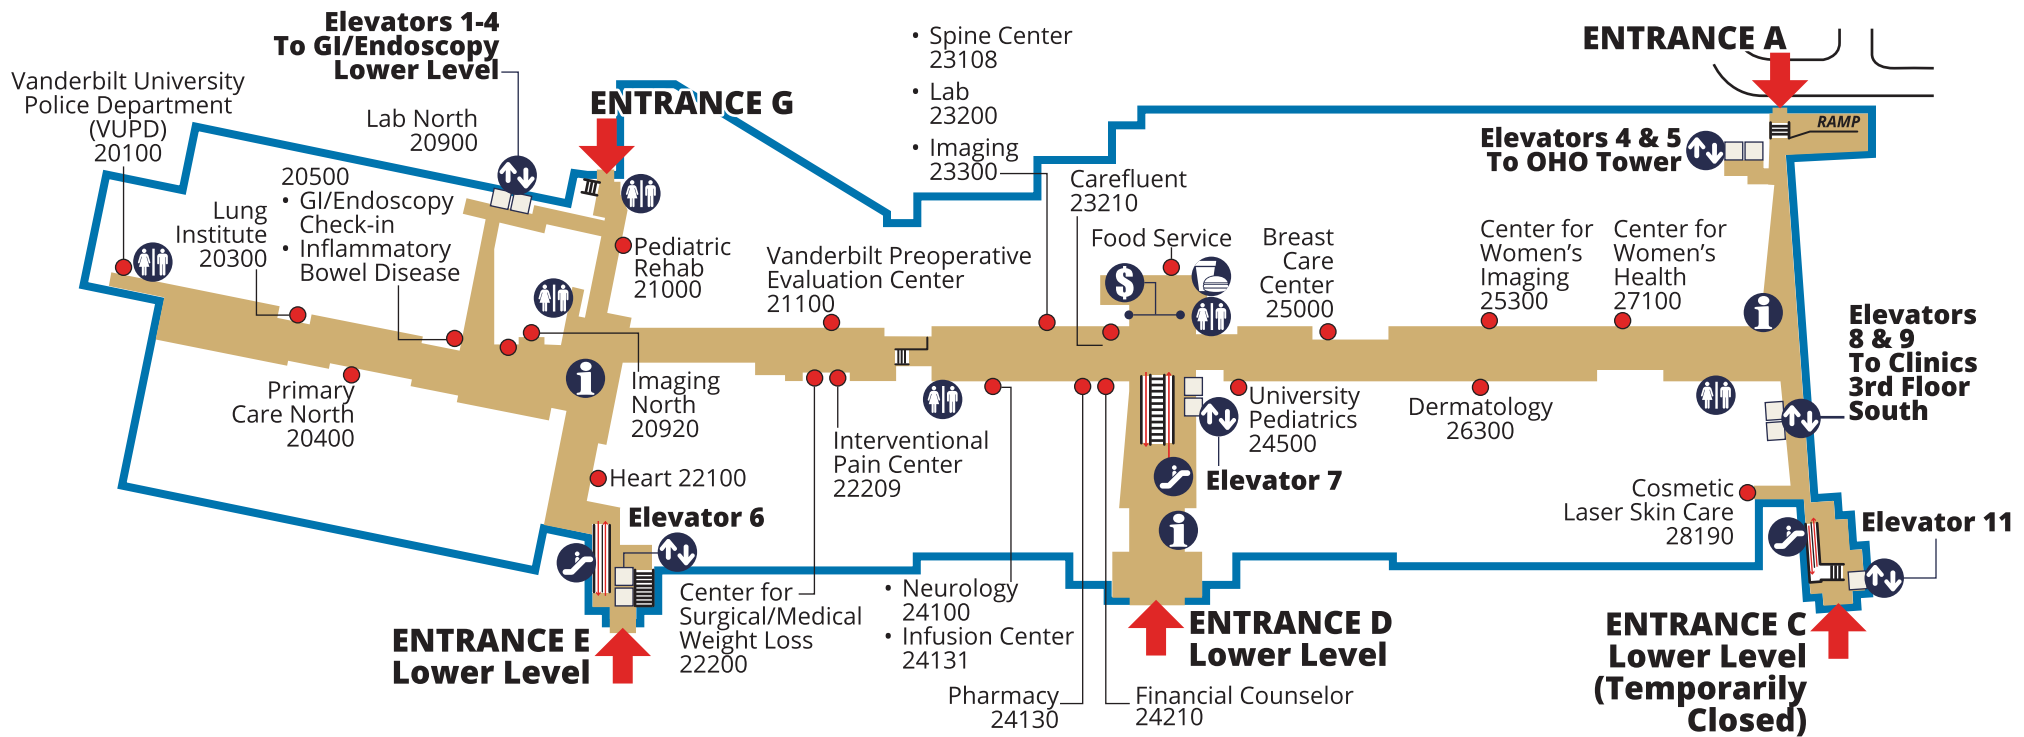 Elevators 1-4
To GI/Endoscopy
Lower Level
Vanderbilt University
Police Department
(VUPD)
20100
Lab North
20900
ENTRANCE G
• Spine Center
23108
• Lab
23200
• Imaging
23300
ENTRANCE A
RAMP
Elevators 4 & 5
To OHO Tower
20500
• GI/Endoscopy
Check-in
• Inflammatory
Bowel Disease
Lung
Institute
20300
Pediatric
Rehab
21000
Vanderbilt Preoperative
Evaluation Center
21100
Carefluent
23210
Food Service
$
Breast
Care
Center
25000
Center for
Women's
Imaging
25300
Center for
Women's
Health
27100
i
Elevators
8 & 9
To Clinics
3rd Floor
South
Primary
Care North
20400
i
Imaging
North
20920
Interventional
Pain Center
22209
University
Pediatrics
24500
Dermatology
26300
Heart 22100
Elevator 7
Elevator 6
i
Cosmetic
Laser Skin Care
28190
Elevator 11
Center for
Surgical/Medical
Weight Loss
22200
• Neurology
24100
• Infusion Center
24131
ENTRANCE E
Lower Level
ENTRANCE D
Lower Level
ENTRANCE C
Lower Level
(Temporarily
Closed)
Pharmacy
24130
Financial Counselor
24210